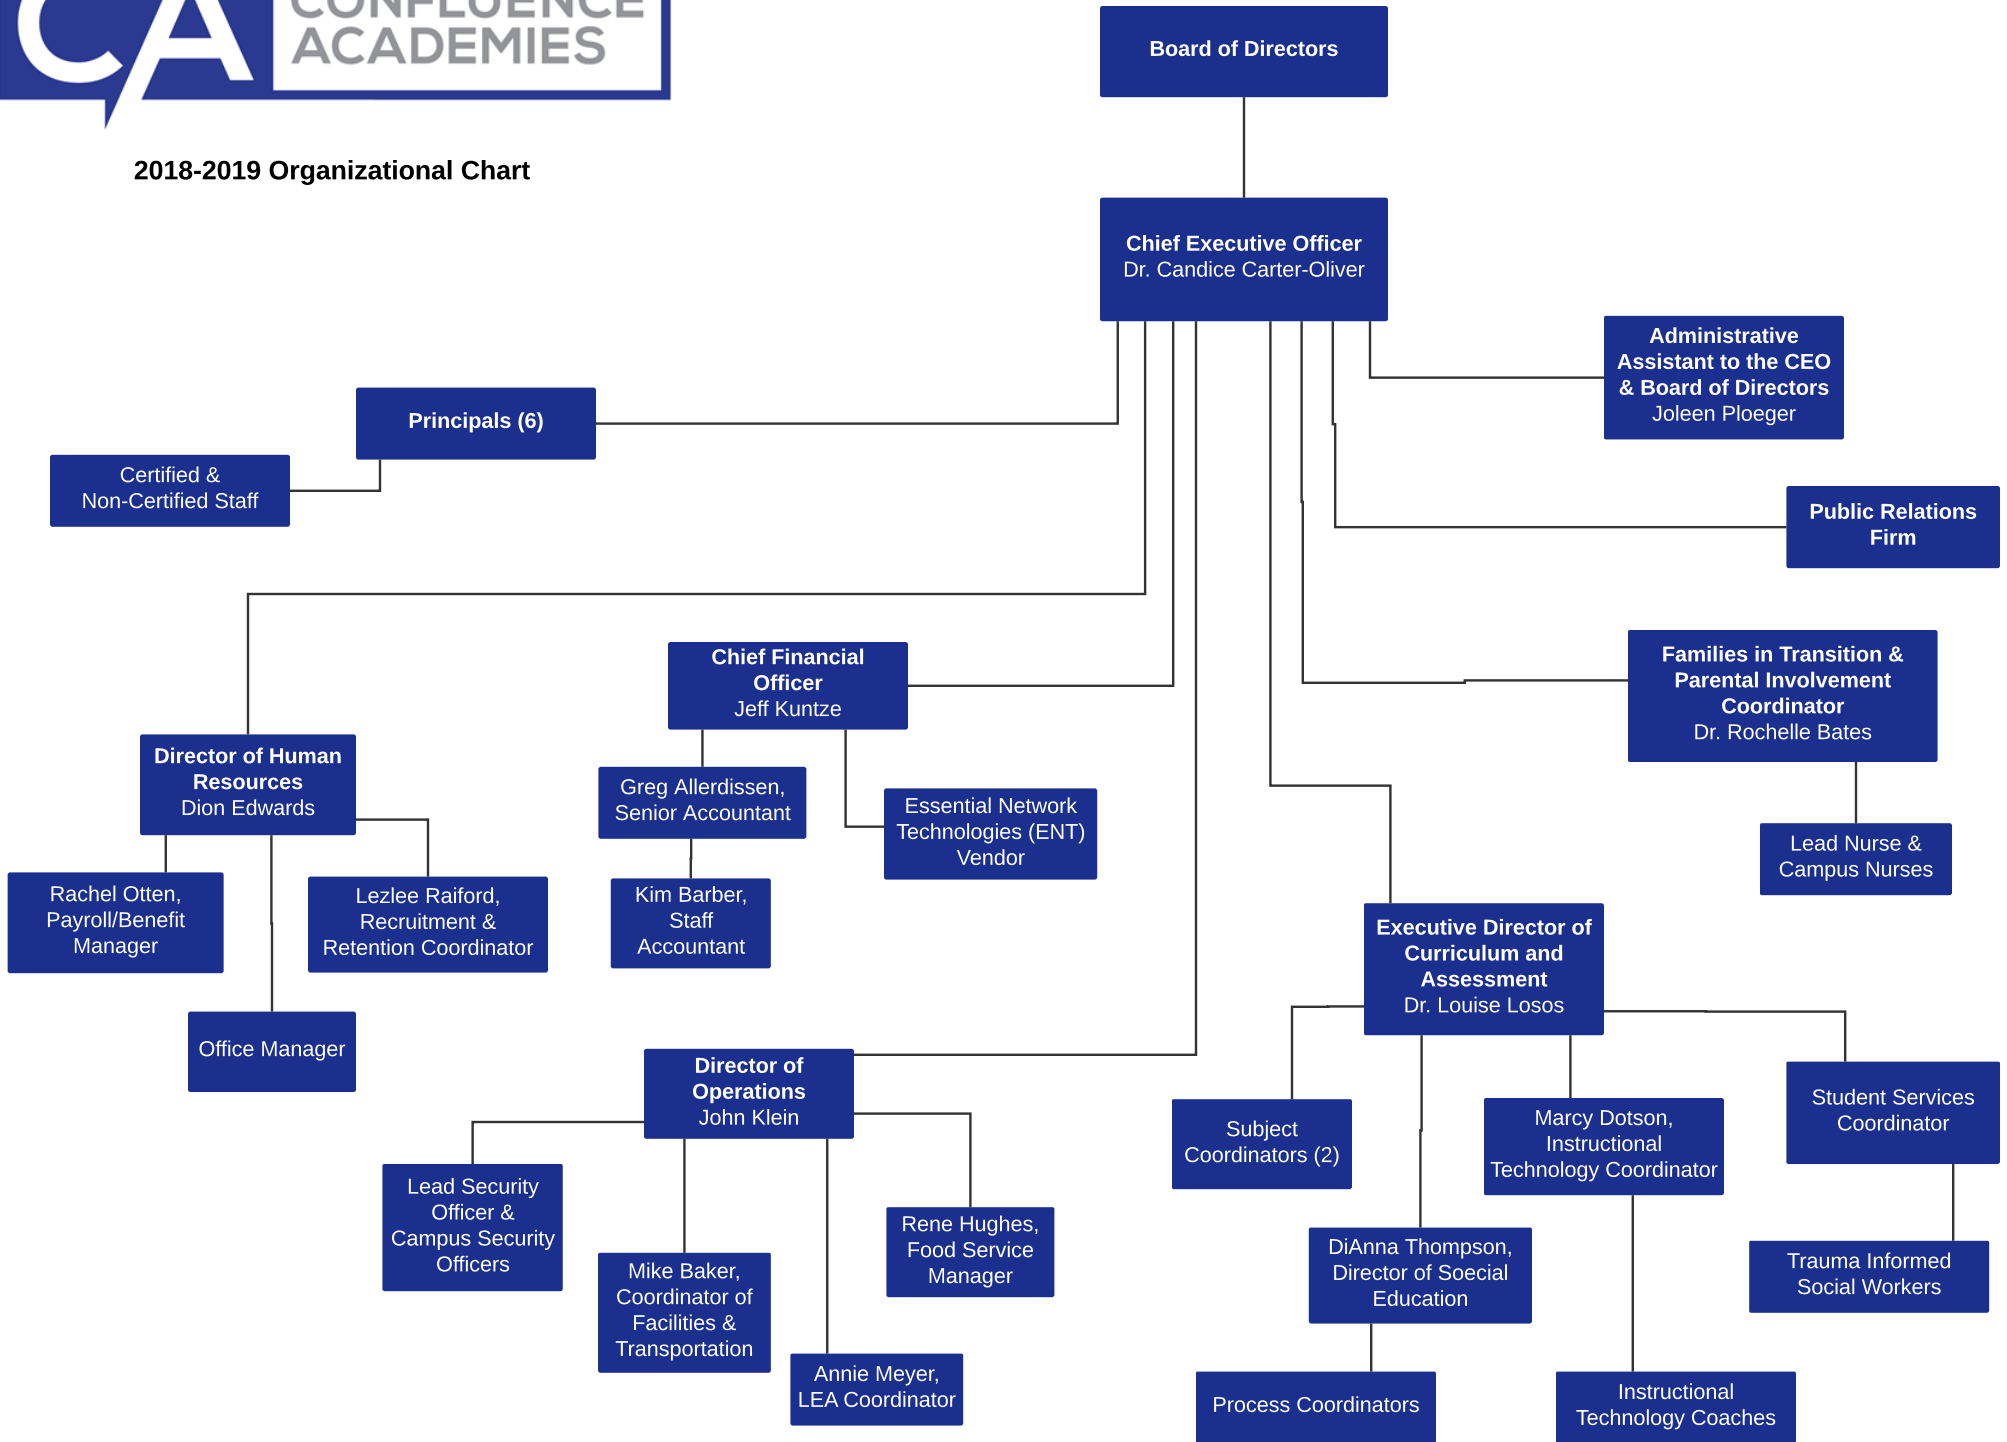 CONFLUENCE
CA
ACADEMIES
2018-2019 Organizational Chart
Board of Directors
Chief Executive Officer
Dr. Candice Carter-Oliver
Administrative
Assistant to the CEO
& Board of Directors
Joleen Ploeger
Principals (6)
Certified &
Non-Certified Staff
Public Relations
Firm
Families in Transition &
Parental Involvement
Coordinator
Dr. Rochelle Bates
Lead Nurse &
Campus Nurses
Chief Financial
Officer
Jeff Kuntze
Greg Allerdissen,
Senior Accountant
Essential Network
Technologies (ENT)
Vendor
Kim Barber,
Staff
Accountant
Director of Human
Resources
Dion Edwards
Rachel Otten,
Payroll/Benefit
Manager
Lezlee Raiford,
Recruitment &
Retention Coordinator
Office Manager
Executive Director of
Curriculum and
Assessment
Dr. Louise Losos
Director of
Operations
John Klein
Lead Security
Officer &
Campus Security
Officers
Mike Baker,
Coordinator of
Facilities &
Transportation
Annie Meyer,
LEA Coordinator
Rene Hughes,
Food Service
Manager
Subject
Coordinators (2)
DiAnna Thompson,
Director of Soecial
Education
Process Coordinators
Marcy Dotson,
Instructional
Technology Coordinator
Instructional
Technology Coaches
Student Services
Coordinator
Trauma Informed
Social Workers